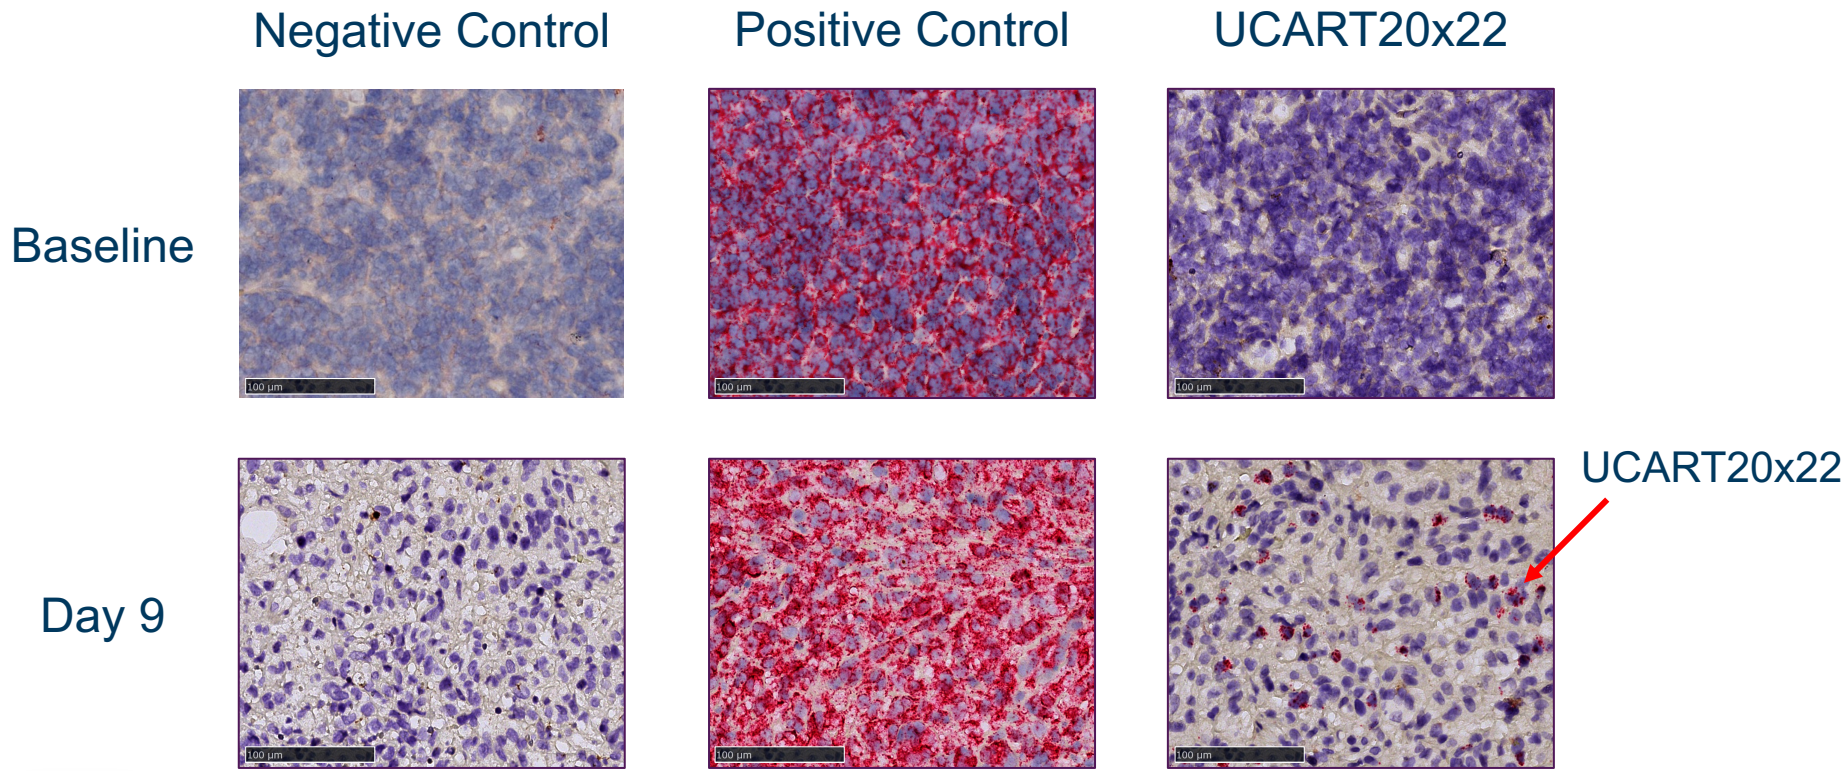 Negative Control
Positive Control
UCART20x22
Baseline
100 µm
100 µm
100 µm
UCART20x22
Day 9
100 µm
100 µm
100 µm